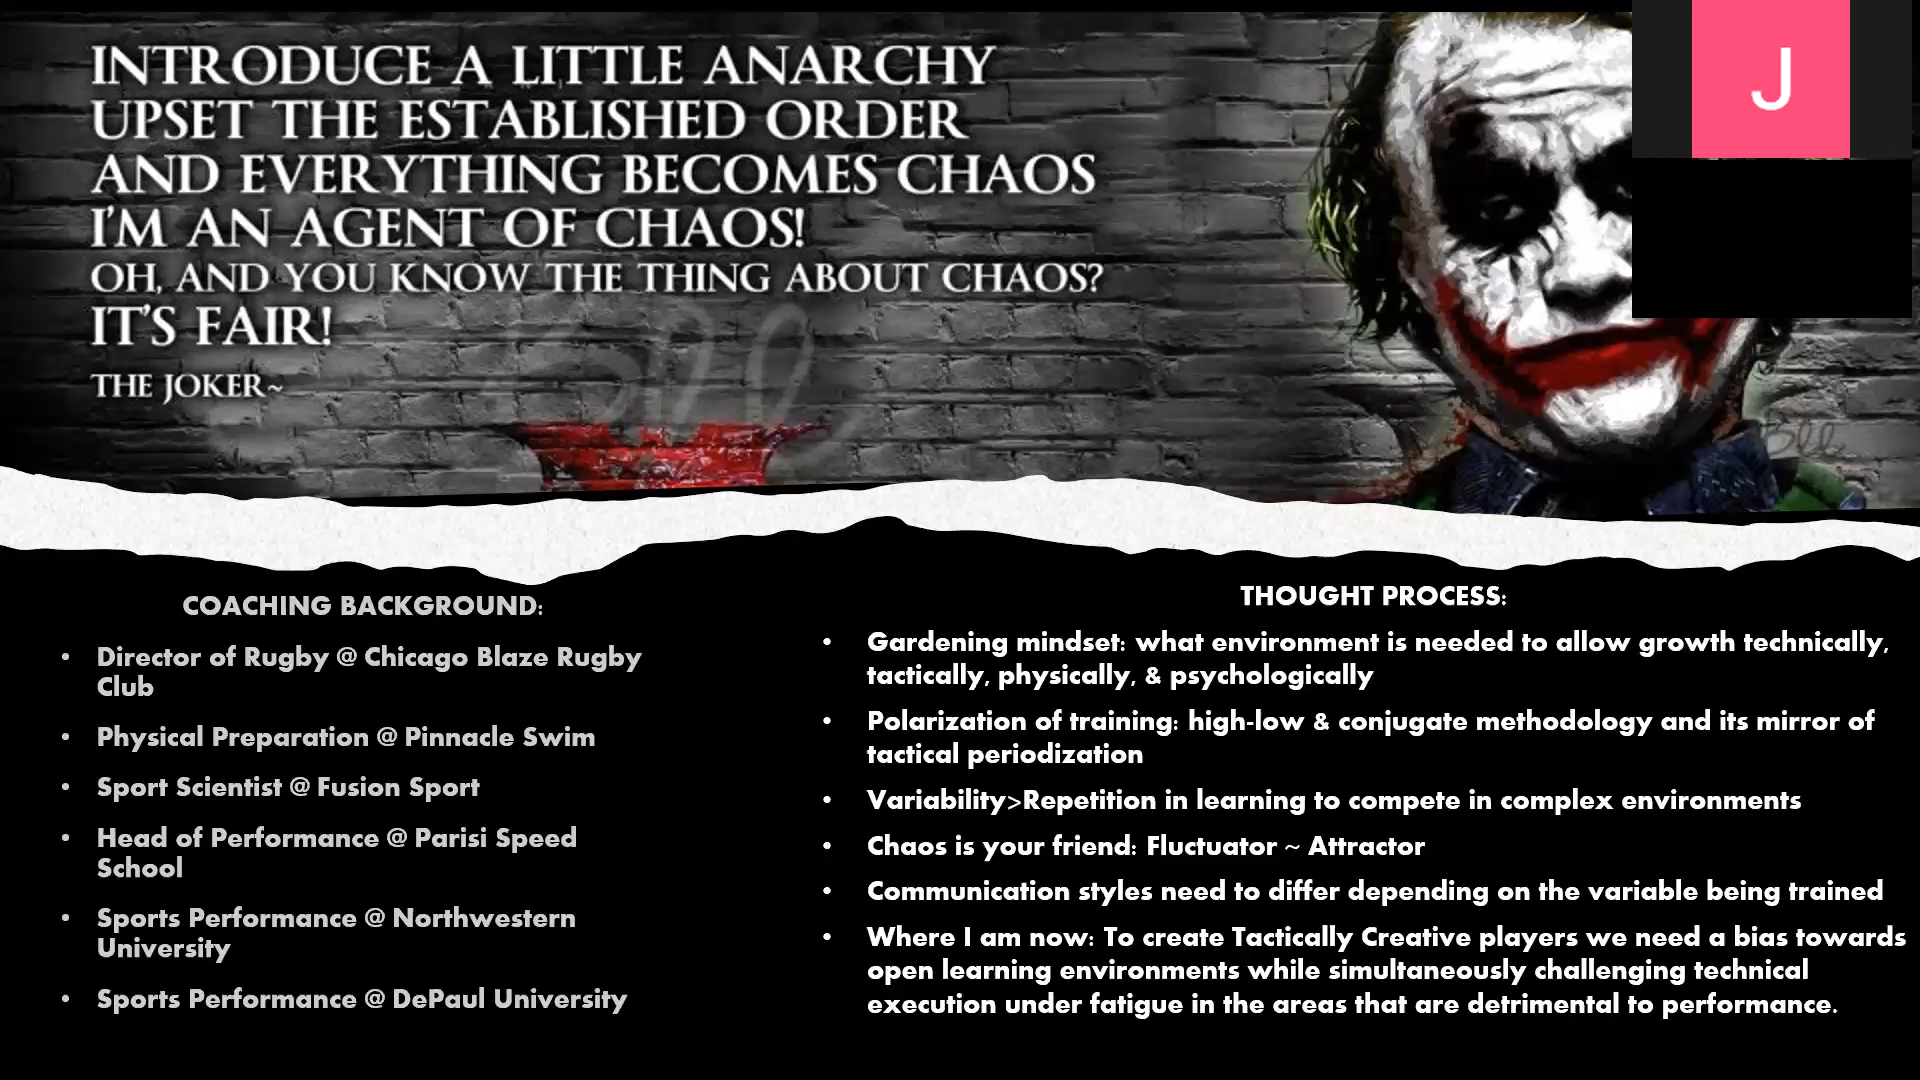 INTRODUCE A LITTLE ANARCHY
UPSET THE ESTABLISHED ORDER
AND EVERYTHING BECOMES CHAOS
I'M AN AGENT OF CHAOS!
OH, AND YOU KNOW THE THING ABOUT CHAOS?
IT'S FAIR!
THE JOKER~
J
COACHING BACKGROUND:
• Director of Rugby @ Chicago Blaze Rugby
Club
• Physical Preparation @ Pinnacle Swim
• Sport Scientist @ Fusion Sport
• Head of Performance @ Parisi Speed
School
• Sports Performance @ Northwestern
University
• Sports Performance @ DePaul University
THOUGHT PROCESS:
• Gardening mindset: what environment is needed to allow growth technically,
tactically, physically, & psychologically
• Polarization of training: high-low & conjugate methodology and its mirror of
tactical periodization
• Variability>Repetition in learning to compete in complex environments
• Chaos is your friend: Fluctuator ~ Attractor
• Communication styles need to differ depending on the variable being trained
• Where I am now: To create Tactically Creative players we need a bias towards
open learning environments while simultaneously challenging technical
execution under fatigue in the areas that are detrimental to performance.